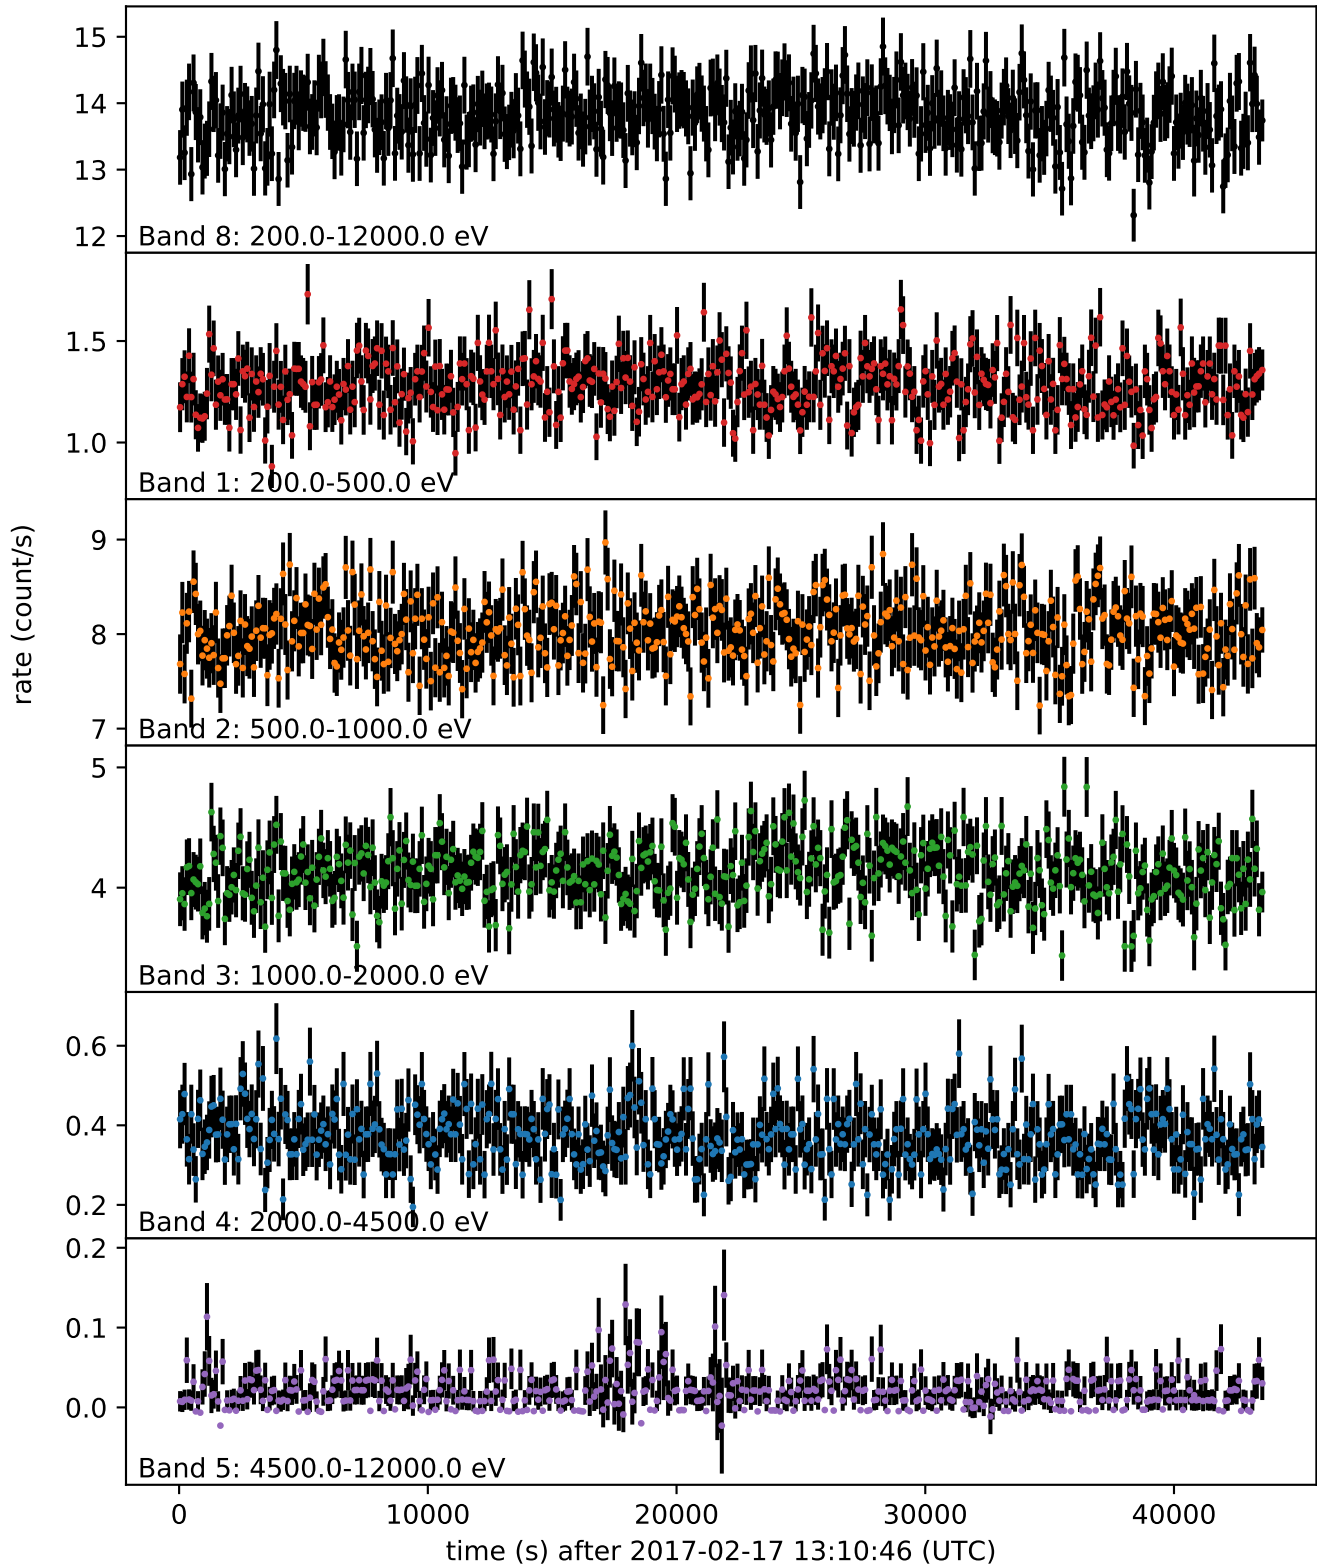 15
14
13
12
Band 8: 200.0-12000.0 eV
1.5
1.0
Band 1: 200.0-500.0 eV
rate (count/s)
9
8
7
Band 2: 500.0-1000.0 eV
5
4
Band 3: 1000.0-2000.0 eV
0.6
0.4
0.2
Band 4: 2000.0-4500.0 eV
0.2
0.1
0.0
Band 5: 4500.0-12000.0 eV
0 10000 20000 30000 40000
time (s) after 2017-02-17 13:10:46 (UTC)